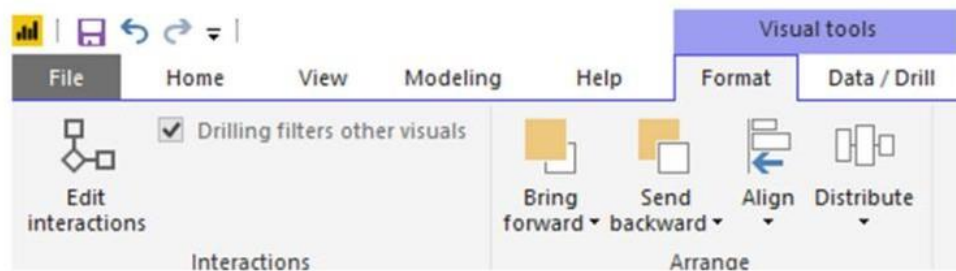 Visual tools
File Home View Modeling Help Format Data / Drill
Drilling filters other visuals
Edit interactions
Bring forward
Send backward
Align
Distribute
Interactions
Arrange